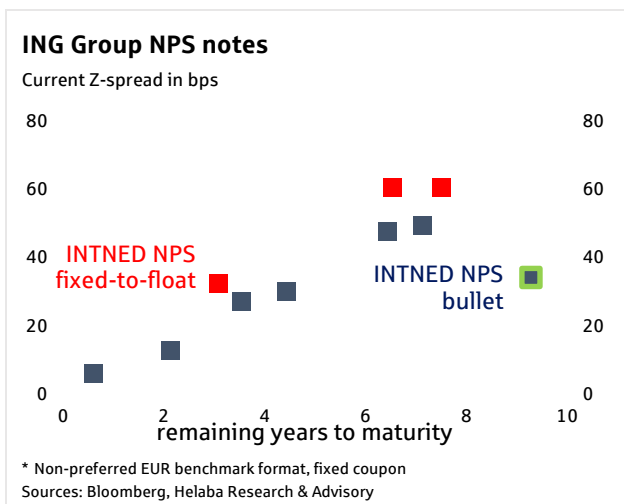 ING Group NPS notes
Current Z-spread in bps
80 80
60 60
INTNED NPS
fixed-to-float
40 40
INTNED NPS
bullet
20 20
0 0
0 2 4 6 8 10
remaining years to maturity
* Non-preferred EUR benchmark format, fixed coupon
Sources: Bloomberg, Helaba Research & Advisory